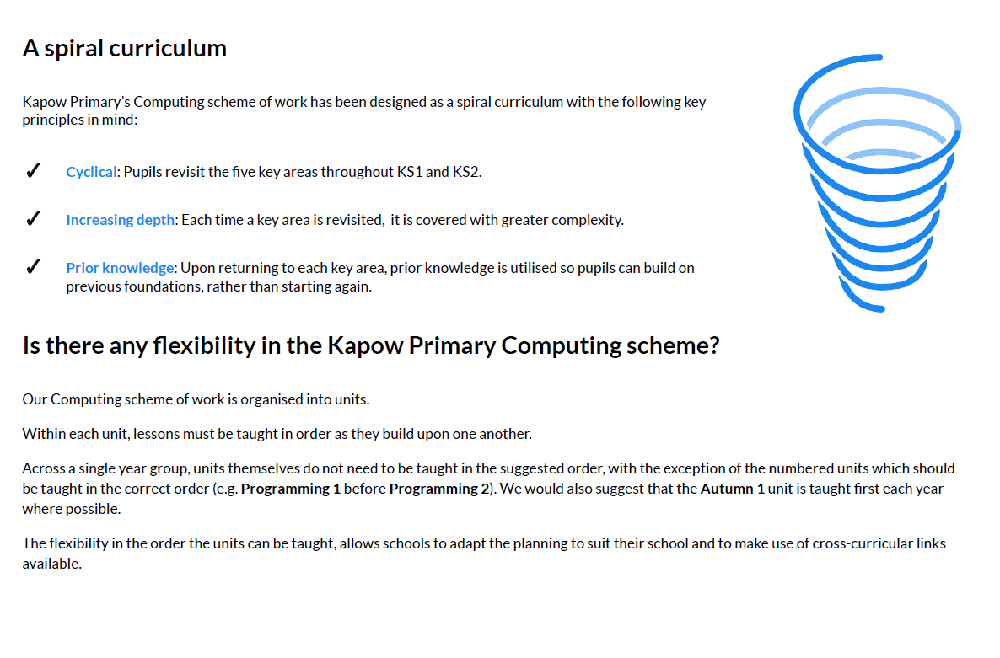 A spiral curriculum
Kapow Primary’s Computing scheme of work has been designed as a spiral curriculum with the following key
principles in mind:
✓ Cyclical: Pupils revisit the five key areas throughout KS1 and KS2.
✓ Increasing depth: Each time a key area is revisited,  it is covered with greater complexity.
✓ Prior knowledge: Upon returning to each key area, prior knowledge is utilised so pupils can build on
previous foundations, rather than starting again.
Is there any flexibility in the Kapow Primary Computing scheme?
Our Computing scheme of work is organised into units.
Within each unit, lessons must be taught in order as they build upon one another.
Across a single year group, units themselves do not need to be taught in the suggested order, with the exception of the numbered units which should
be taught in the correct order (e.g. Programming 1 before Programming 2). We would also suggest that the Autumn 1 unit is taught first each year
where possible.
The flexibility in the order the units can be taught, allows schools to adapt the planning to suit their school and to make use of cross-curricular links
available.